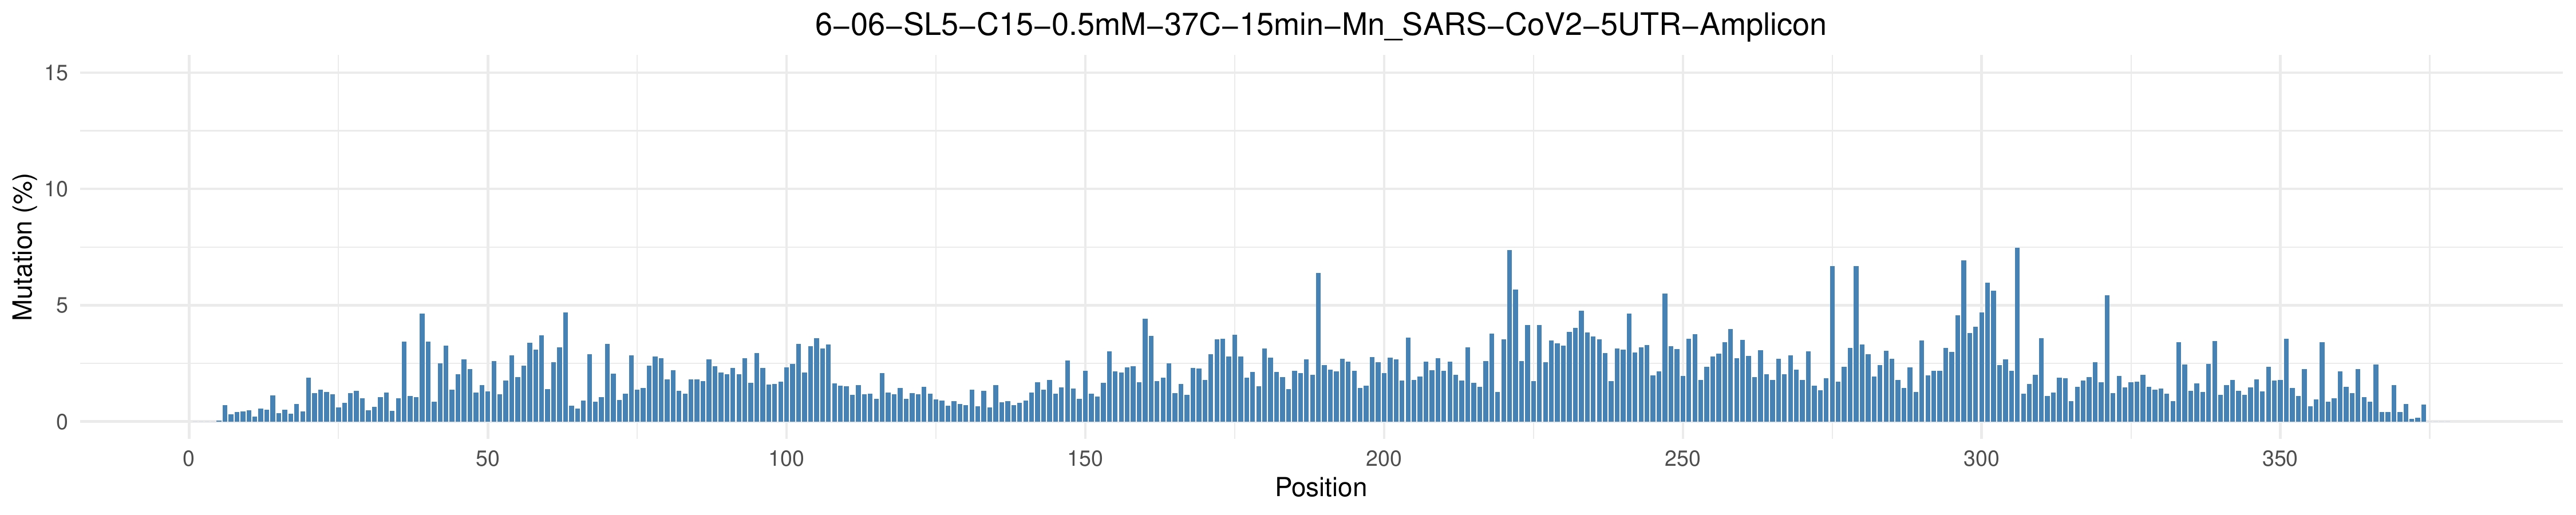 6−06−SL5−C15−0.5mM−37C−15min−Mn_SARS−CoV2−5UTR−Amplicon
15
10
5
0
Mutation (%)
0 50 100 150 200 250 300 350
Position